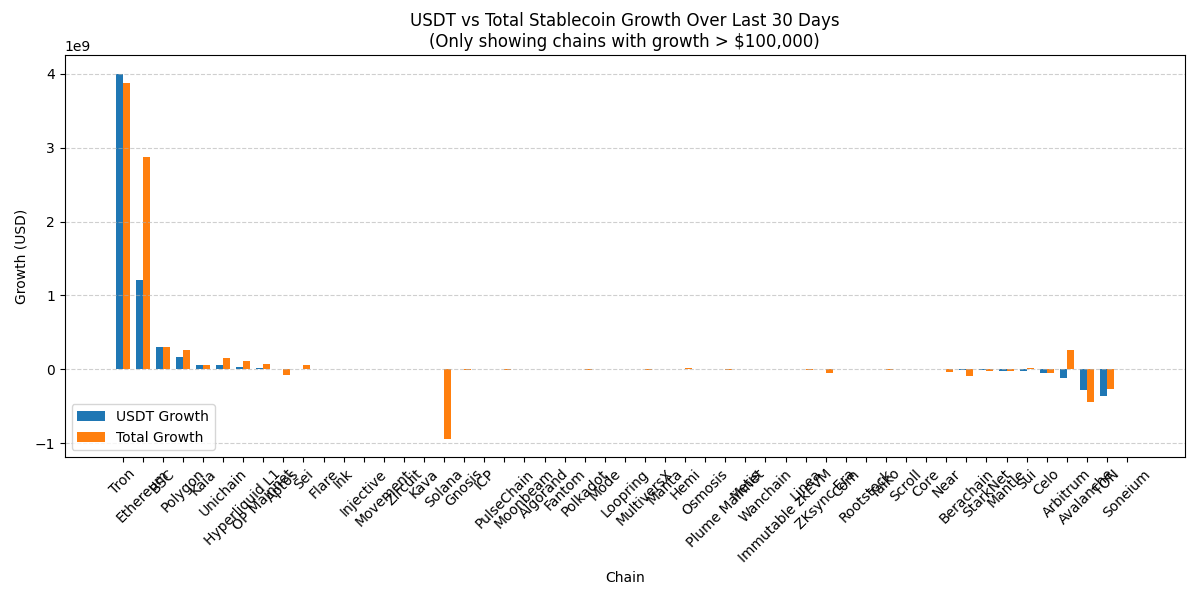 USDT vs Total Stablecoin Growth Over Last 30 Days
(Only showing chains with growth > $100,000)
1e9
4
3
2
1
0
−1
Growth (USD)
USDT Growth
Total Growth
Tron
Ethereum
BSC
Polygon
Kaia
Unichain
Hyperliquid L1
OP Mainnet
Aptos
Sei
Flare
Ink
Injective
Movement
Zircuit
Kava
Solana
Gnosis
ICP
PulseChain
Moonbeam
Algorand
Fantom
Polkadot
Mode
Loopring
MultiversX
Manta
Hemi
Osmosis
Plume Mainnet
Metis
Wanchain
Immutable zkEVM
Linea
ZKsync Era
Corn
Rootstock
Taiko
Scroll
Core
Near
Berachain
StarkNet
Mantle
Sui
Celo
Arbitrum
Avalanche
TON
Soneium
Chain